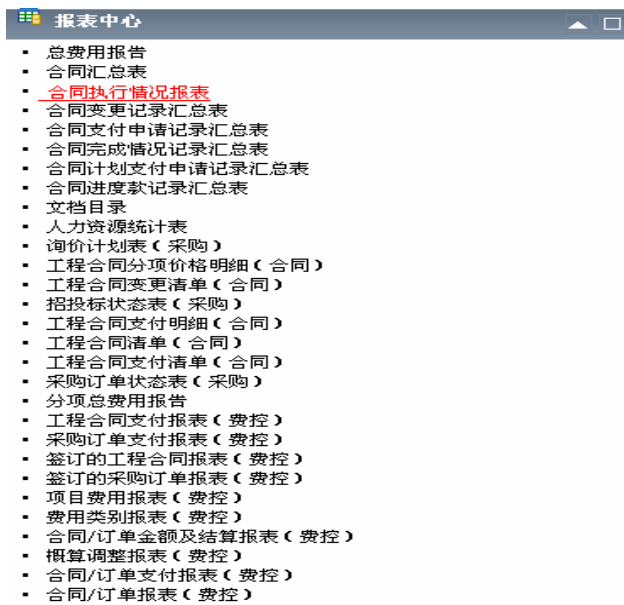 报表中心
总费用报告
合同汇总表
合同执行情况报表
合同变更记录汇总表
合同支付申请记录汇总表
合同完成情况记录汇总表
合同计划支付申请记录汇总表
合同进度款记录汇总表
文档目录
人力资源统计表
询价计划表(采购)
工程合同分项价格明细(合同)
工程合同变更清单(合同)
招投标状态表(采购)
工程合同支付明细(合同)
工程合同清单(合同)
工程合同支付清单(合同)
采购订单状态表(采购)
分项总费用报告
工程合同支付报表(费控)
采购订单支付报表(费控)
签订的工程合同报表(费控)
签订的采购订单报表(费控)
项目费用报表(费控)
费用类别报表(费控)
合同/订单金额及结算报表(费控)
概算调整报表(费控)
合同/订单支付报表(费控)
合同/订单报表(费控)